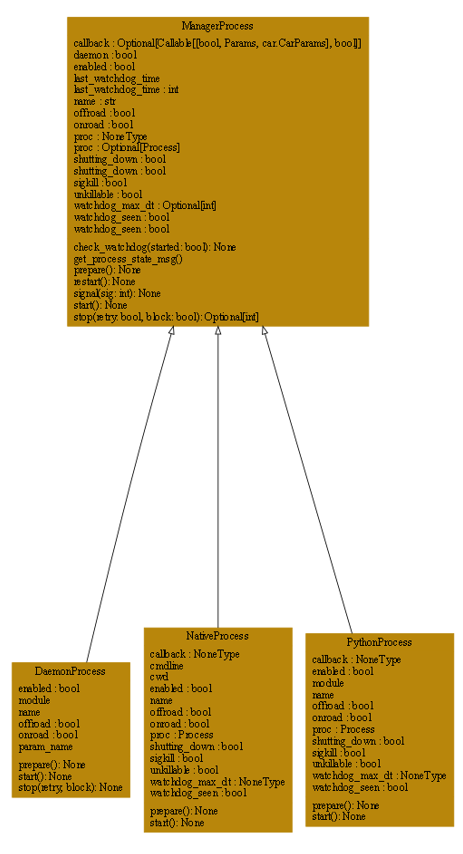 ManagerProcess
callback : Optional[Callable[[bool, Params, car.CarParams], bool]]
daemon : bool
enabled : bool
last_watchdog_time
last_watchdog_time : int
name : str
offroad : bool
onroad : bool
proc : NoneType
proc : Optional[Process]
shutting_down : bool
shutting_down : bool
sigkill : bool
unkillable : bool
watchdog_max_dt : Optional[int]
watchdog_seen : bool
watchdog_seen : bool
check_watchdog(started: bool): None
get_process_state_msg()
prepare(): None
restart(): None
signal(sig: int): None
start(): None
stop(retry: bool, block: bool): Optional[int]
DaemonProcess
enabled : bool
module
name
offroad : bool
onroad : bool
param_name
prepare(): None
start(): None
stop(retry, block): None
NativeProcess
callback : NoneType
cmdline
cwd
enabled : bool
name
offroad : bool
onroad : bool
proc : Process
shutting_down : bool
sigkill : bool
unkillable : bool
watchdog_max_dt : NoneType
watchdog_seen : bool
prepare(): None
start(): None
PythonProcess
callback : NoneType
enabled : bool
module
name
offroad : bool
onroad : bool
proc : Process
shutting_down : bool
sigkill : bool
unkillable : bool
watchdog_max_dt : NoneType
watchdog_seen : bool
prepare(): None
start(): None